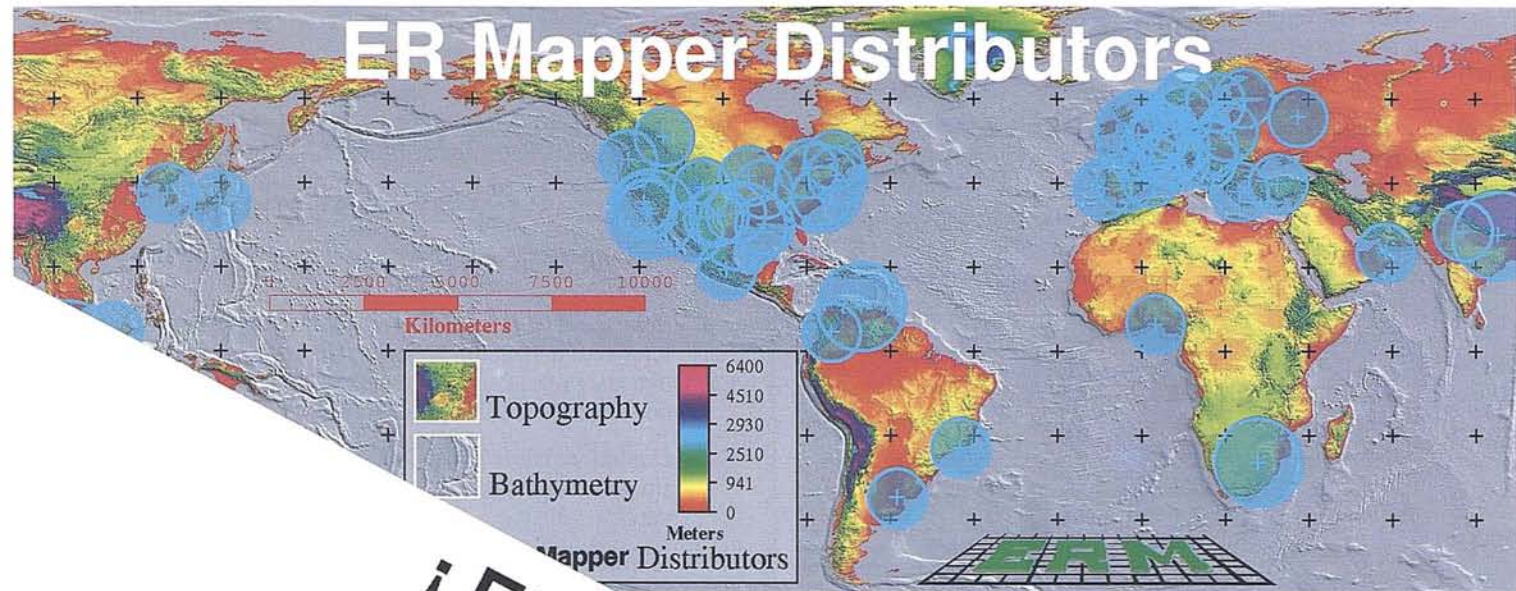 ER Mapper Distributors
0 2500 5000 7500 10000
Kilometers
Topography
Bathymetry
6400
4510
2930
2510
941
0
Meters
Mapper Distributors
ERM